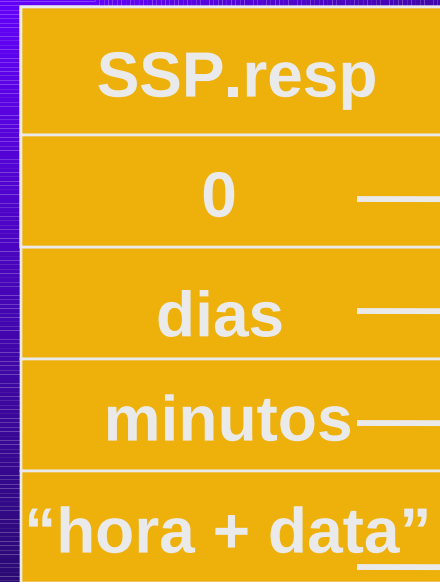 SSP.resp
0
dias
minutos
“hora + data”